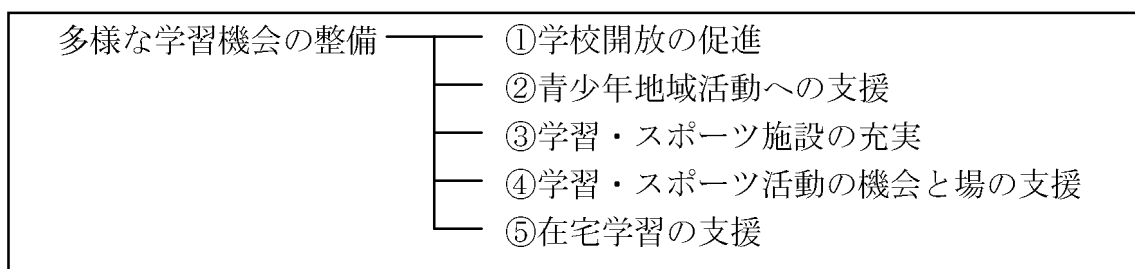 多様な学習機会の整備 ①学校開放の促進
②青少年地域活動への支援
③学習・スポーツ施設の充実
④学習・スポーツ活動の機会と場の支援
⑤在宅学習の支援